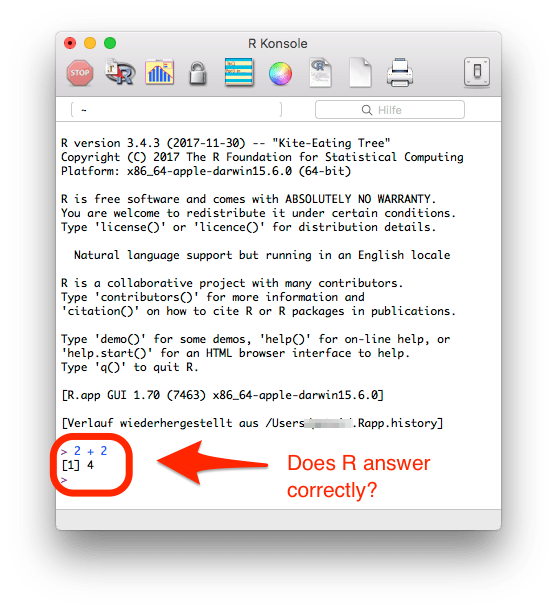 R Konsole
STOP
R
~
Hilfe
R version 3.4.3 (2017-11-30) -- "Kite-Eating Tree"
Copyright (C) 2017 The R Foundation for Statistical Computing
Platform: x86_64-apple-darwin15.6.0 (64-bit)
R is free software and comes with ABSOLUTELY NO WARRANTY.
You are welcome to redistribute it under certain conditions.
Type 'license()' or 'licence()' for distribution details.
Natural language support but running in an English locale
R is a collaborative project with many contributors.
Type 'contributors()' for more information and
'citation()' on how to cite R or R packages in publications.
Type 'demo()' for some demos, 'help()' for on-line help, or
'help.start()' for an HTML browser interface to help.
Type 'q()' to quit R.
[R.app GUI 1.70 (7463) x86_64-apple-darwin15.6.0]
[Verlauf wiederhergestellt aus /Users/ .Rapp.history]
> 2 + 2
[1] 4
>
Does R answer
correctly?